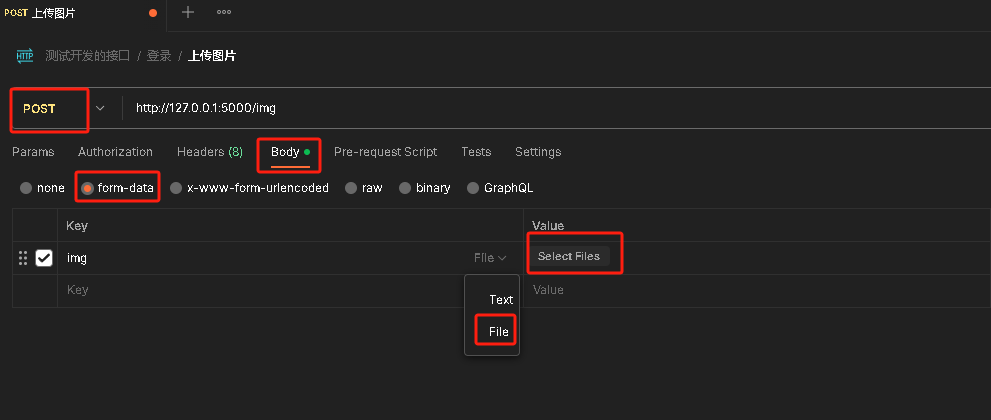 POST 上传图片
HTTP 测试开发的接口 / 登录 / 上传图片
POST http://127.0.0.1:5000/img
Params Authorization Headers (8) Body Pre-request Script Tests Settings
none form-data x-www-form-urlencoded raw binary GraphQL
Key Value
img File Select Files
Key Value
Text
File